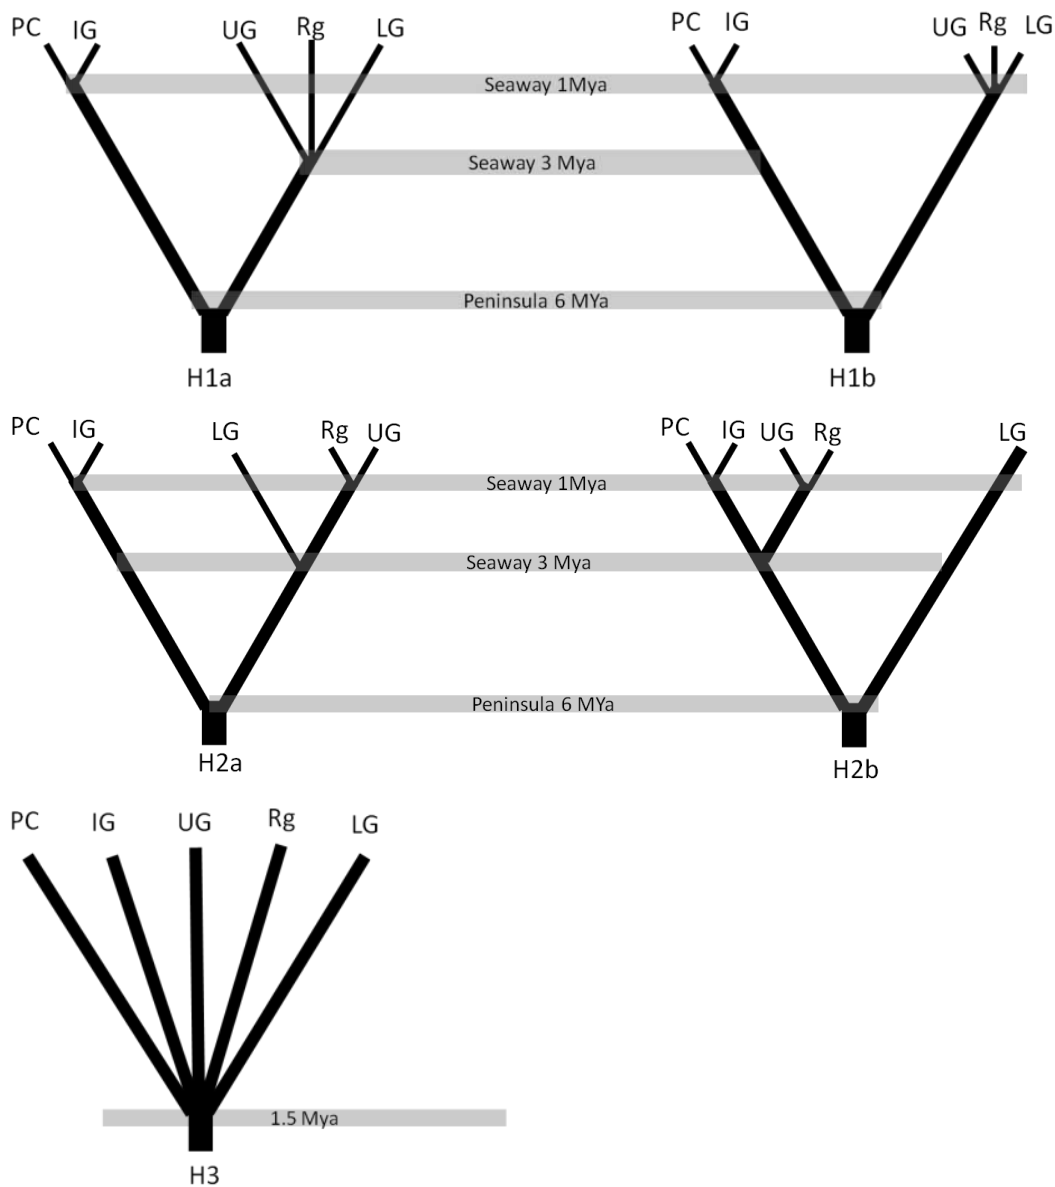 PC IG UG Rg LG PC IG UG Rg LG
Seaway 1Mya
Seaway 3 Mya
Peninsula 6 MYa
H1a H1b
PC IG LG Rg UG PC IG UG Rg LG
Seaway 1Mya
Seaway 3 Mya
Peninsula 6 MYa
H2a H2b
PC IG UG Rg LG
1.5 Mya
H3